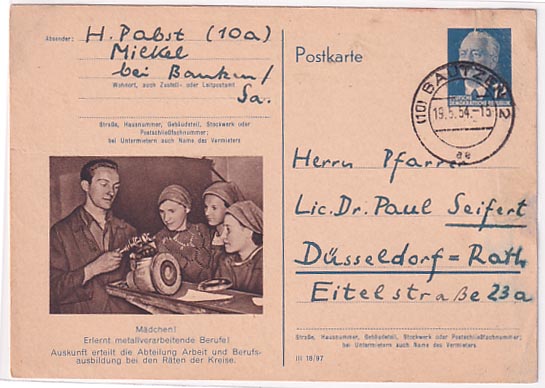 Absender:
H. Pabst (10a)
Milkel
bei Bautzen/
Wohnort, auch Zustell- oder Leitpostamt
Sa.
Straße, Hausnummer, Gebäudeteil, Stockwerk oder
Postschließfachnummer;
bei Untermietern auch Name des Vermieters
Mädchen!
Erlernt metallverarbeitende Berufe!
Auskunft erteilt die Abteilung Arbeit und Berufs-
ausbildung bei den Räten der Kreise.
Postkarte
DEUTSCHE
DEMOKRATISCHE REPUBLIK
(10) BAUTZEN 2
19.5.54.-15
Herrn Pfarrer
Lic. Dr. Paul Seifert
Düsseldorf=Rath
Eitelstraße 23a
Straße, Hausnummer, Gebäudeteil, Stockwerk oder Postschließfachnummer;
bei Untermietern auch Name des Vermieters
III 18/97